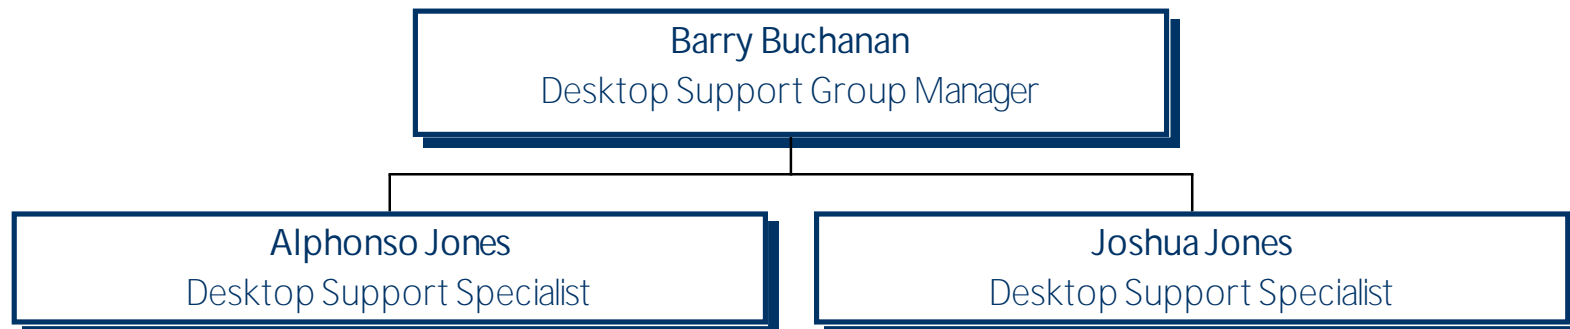 Barry Buchanan
Desktop Support Group Manager
Alphonso Jones
Desktop Support Specialist
Joshua Jones
Desktop Support Specialist